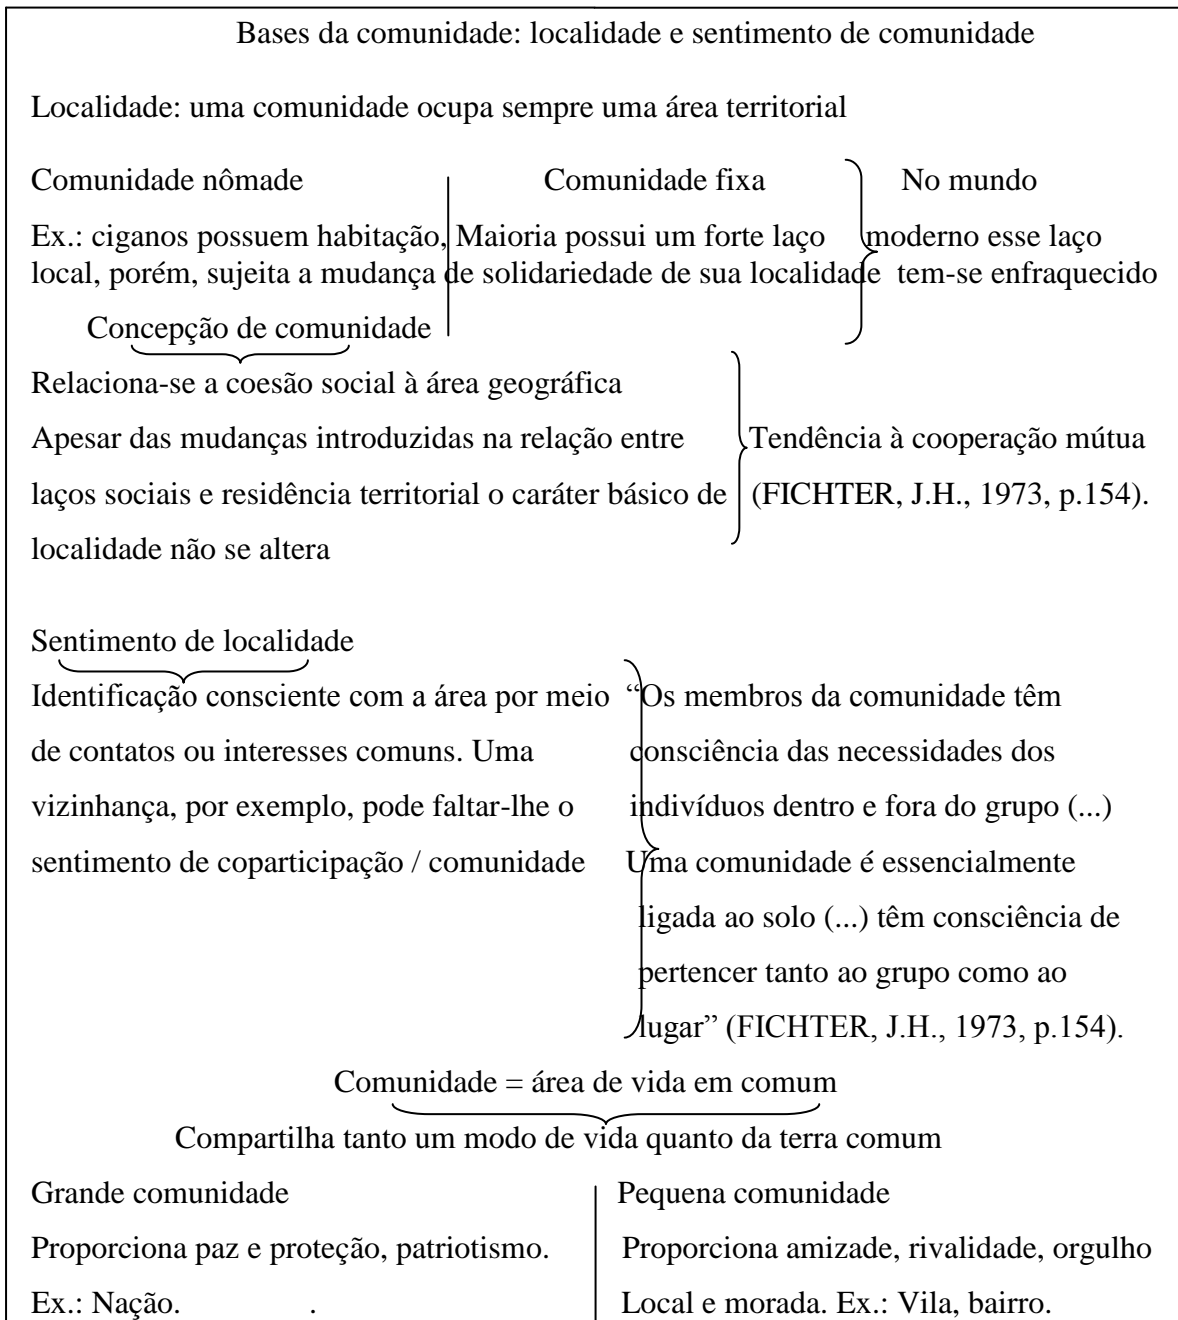 Bases da comunidade: localidade e sentimento de comunidade
Localidade: uma comunidade ocupa sempre uma área territorial
Comunidade nômade Comunidade fixa No mundo
Ex.: ciganos possuem habitação, Maioria possui um forte laço moderno esse laço
local, porém, sujeita a mudança de solidariedade de sua localidade tem-se enfraquecido
Concepção de comunidade
Relaciona-se a coesão social à área geográfica
Apesar das mudanças introduzidas na relação entre Tendência à cooperação mútua
laços sociais e residência territorial o caráter básico de (FICHTER, J.H., 1973, p.154).
localidade não se altera
Sentimento de localidade
Identificação consciente com a área por meio “Os membros da comunidade têm
de contatos ou interesses comuns. Uma consciência das necessidades dos
vizinhança, por exemplo, pode faltar-lhe o indivíduos dentro e fora do grupo (...)
sentimento de coparticipação / comunidade Uma comunidade é essencialmente
ligada ao solo (...) têm consciência de
pertencer tanto ao grupo como ao
lugar” (FICHTER, J.H., 1973, p.154).
Comunidade = área de vida em comum
Compartilha tanto um modo de vida quanto da terra comum
Grande comunidade Pequena comunidade
Proporciona paz e proteção, patriotismo. Proporciona amizade, rivalidade, orgulho
Ex.: Nação. . Local e morada. Ex.: Vila, bairro.